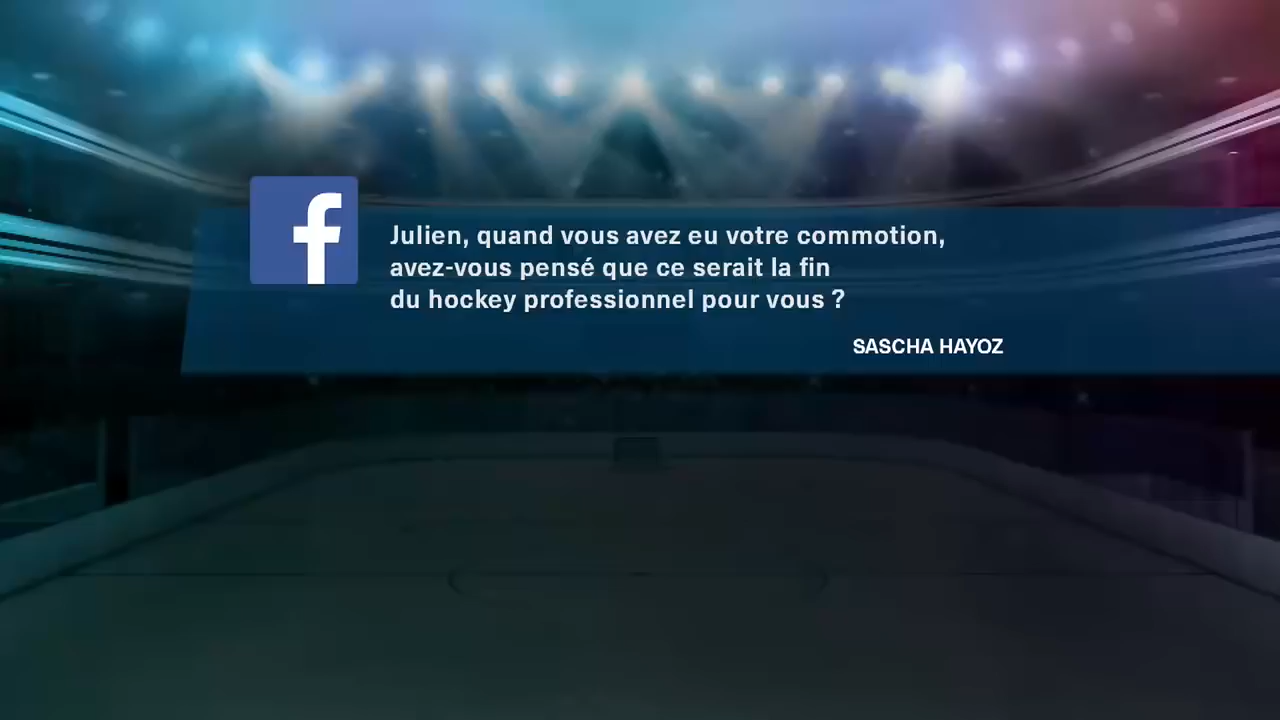 Julien, quand vous avez eu votre commotion,
avez-vous pensé que ce serait la fin
du hockey professionnel pour vous ?
SASCHA HAYOZ